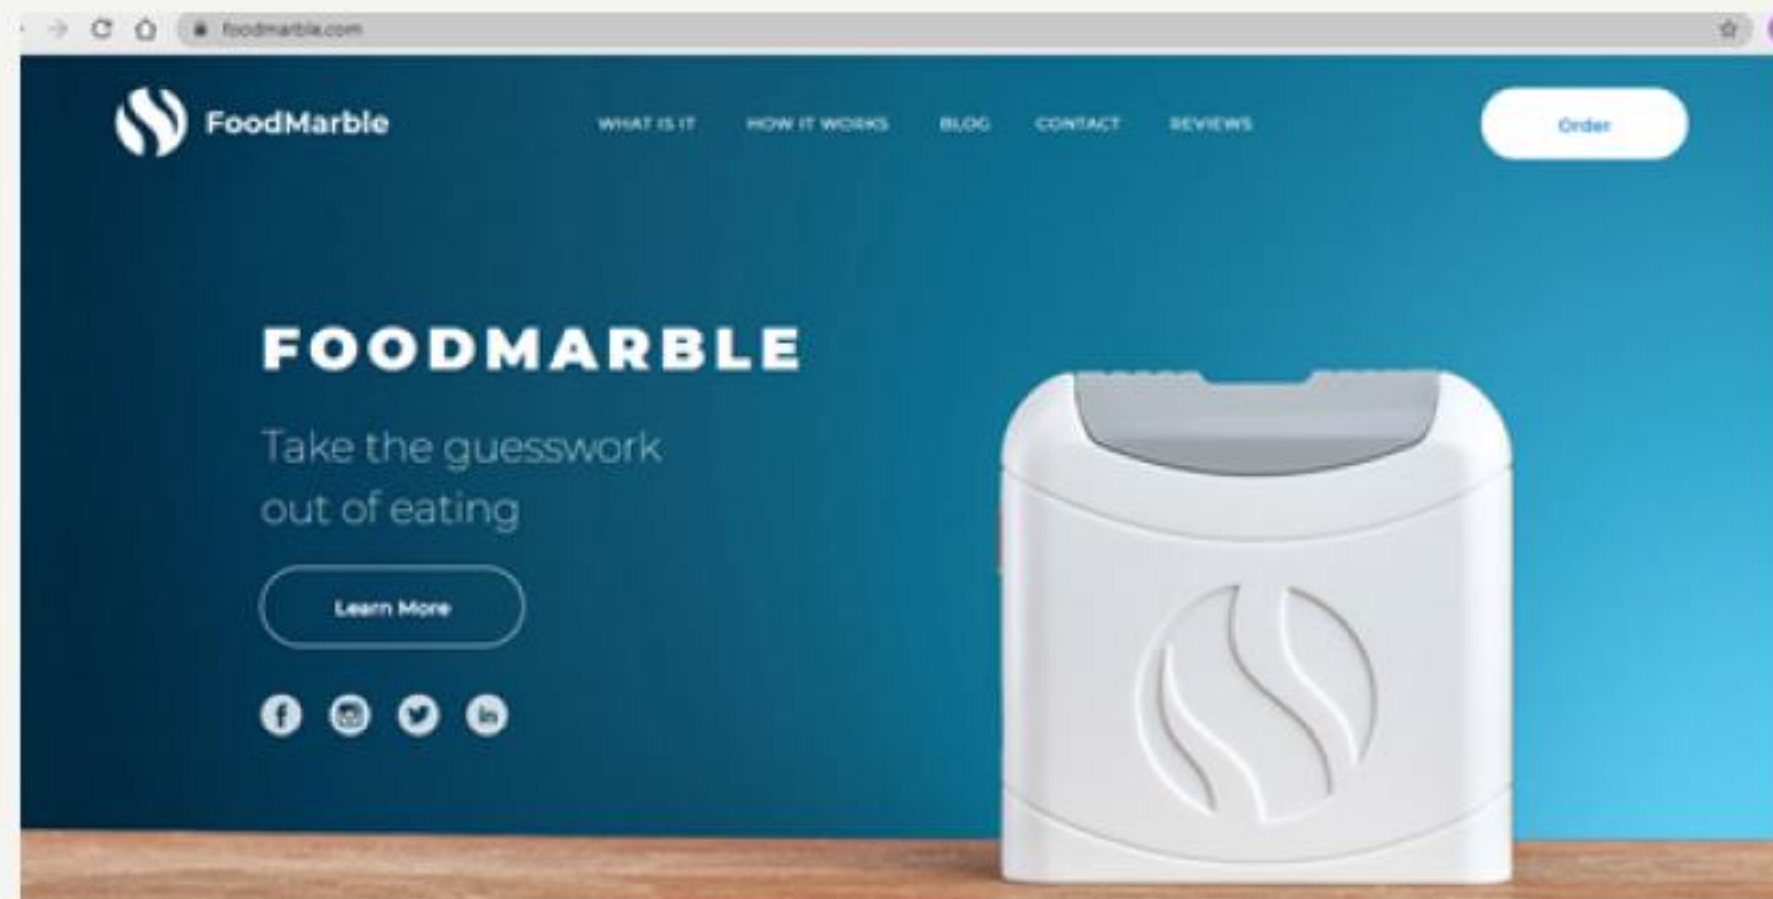 foodmarble.com
FoodMarble
WHAT IS IT HOW IT WORKS BLOG CONTACT REVIEWS
Order
FOODMARBLE
Take the guesswork
out of eating
Learn More
f in